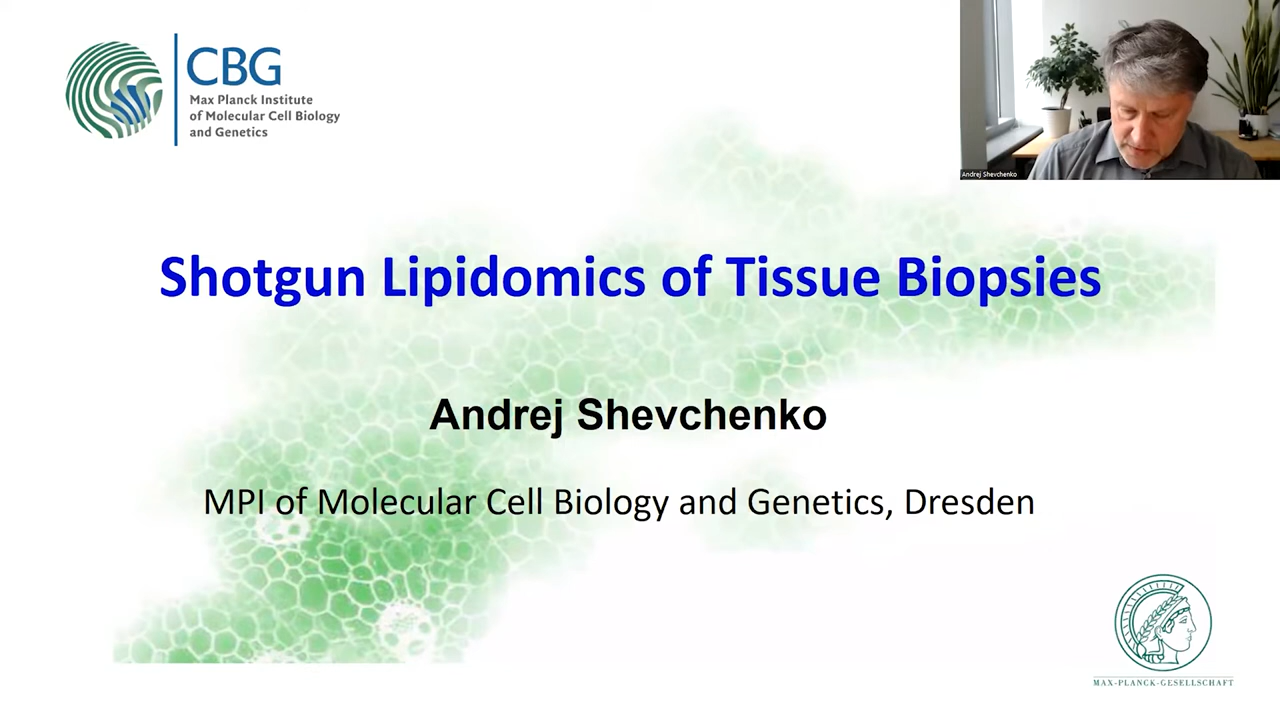 CBG
Max Planck Institute
of Molecular Cell Biology
and Genetics
Andrej Shevchenko
Shotgun Lipidomics of Tissue Biopsies
Andrej Shevchenko
MPI of Molecular Cell Biology and Genetics, Dresden
MAX-PLANCK-GESELLSCHAFT